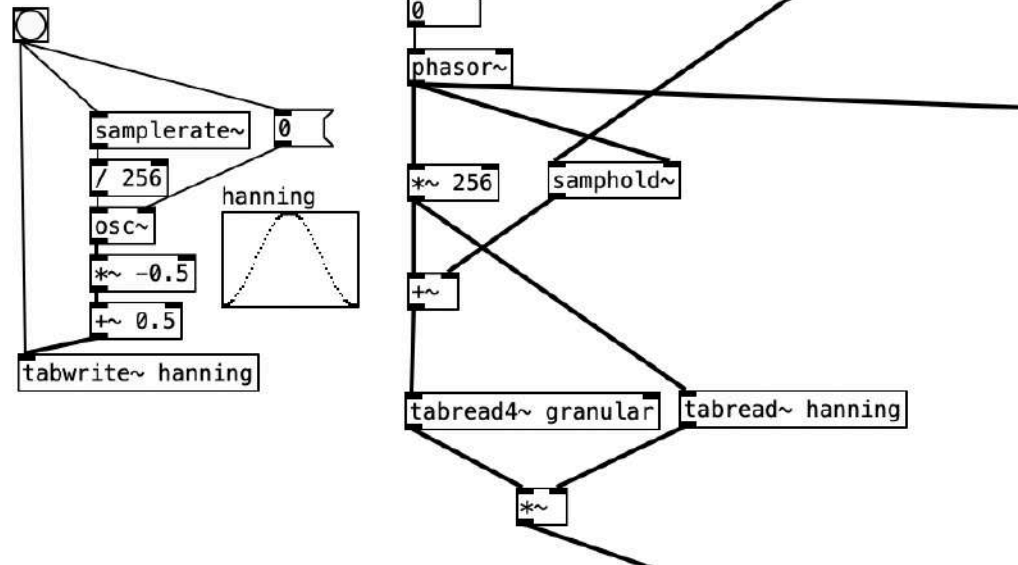 0
phasor~
samplerate~
0
/ 256
*~ 256
samphold~
hanning
osc~
*~ -0.5
+~
+~ 0.5
tabwrite~ hanning
tabread4~ granular
tabread~ hanning
*~